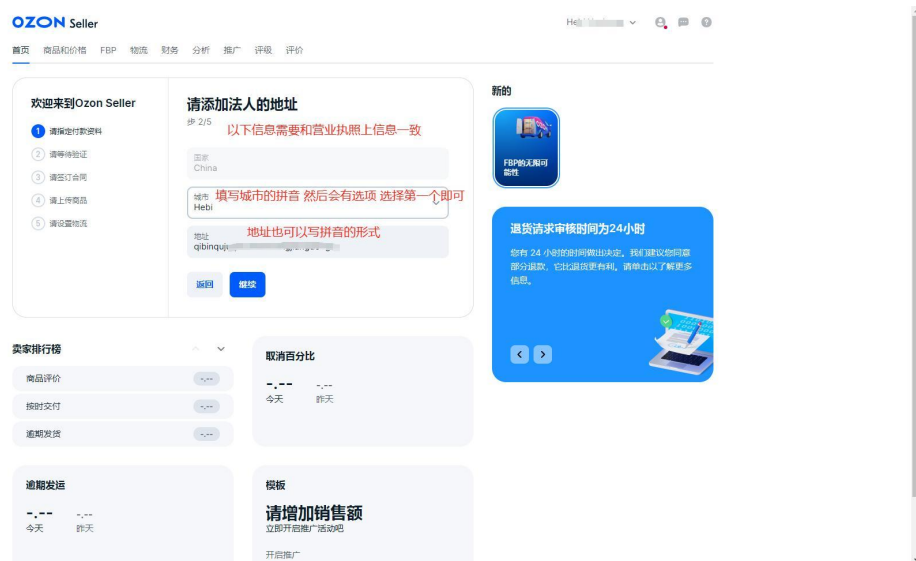 OZON Seller
首页 商品和价格 FBP 物流 财务 分析 推广 评级 评价
欢迎来到Ozon Seller
1 请指定付款资料
2 请等待验证
3 请签订合同
4 请上传商品
5 请设置物流
请添加法人的地址
步 2/5
以下信息需要和营业执照上信息一致
国家
China
城市
填写城市的拼音 然后会有选项 选择第一个即可
Hebi
地址也可以写拼音的形式
地址
qibinquji
返回 继续
新的
FBP的无限可
能性
退货请求审核时间为24小时
您有 24 小时的时间做出决定。我们建议您同意
部分退款，它比退货更有利。请单击以了解更多
信息。
卖家排行榜
商品评价 -,--
按时交付 -,--
逾期发货 -,--
取消百分比
-.-- -.--
今天 昨天
逾期发运
-.-- -.--
今天 昨天
模板
请增加销售额
立即开启推广活动吧
开启推广